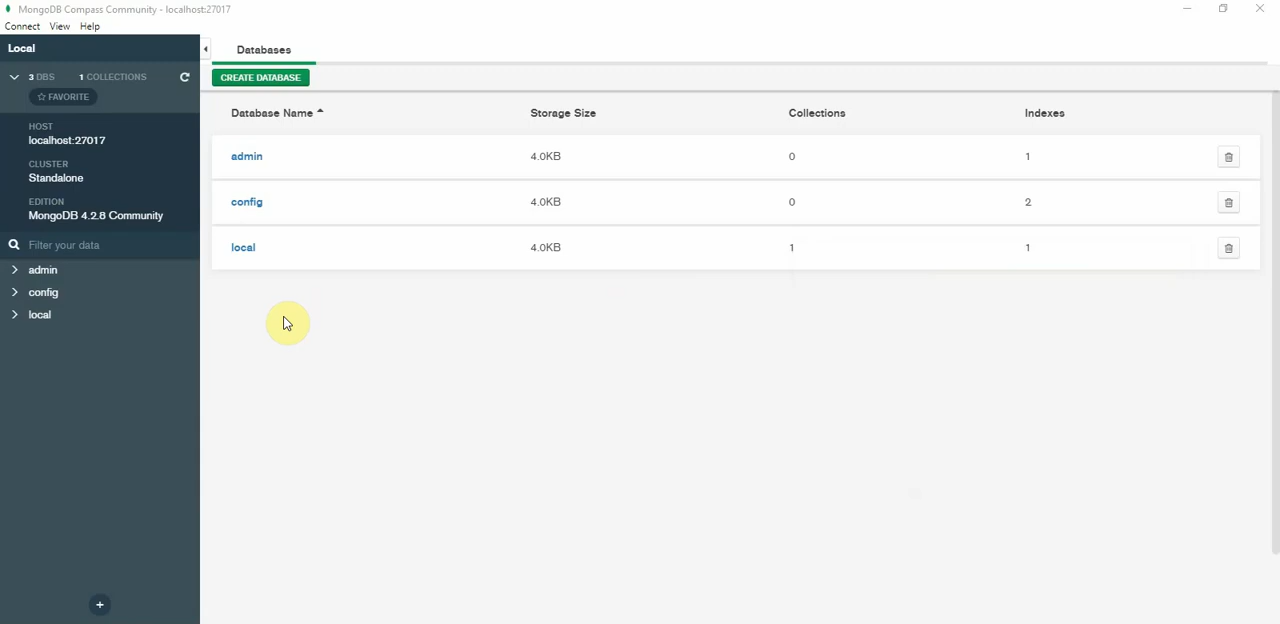 MongoDB Compass Community - localhost:27017
Connect View Help
Local
3 DBS 1 COLLECTIONS
FAVORITE
HOST
localhost:27017
CLUSTER
Standalone
EDITION
MongoDB 4.2.8 Community
Filter your data
admin
config
local
Databases
CREATE DATABASE
Database Name Storage Size Collections Indexes
admin 4.0KB 0 1
config 4.0KB 0 2
local 4.0KB 1 1